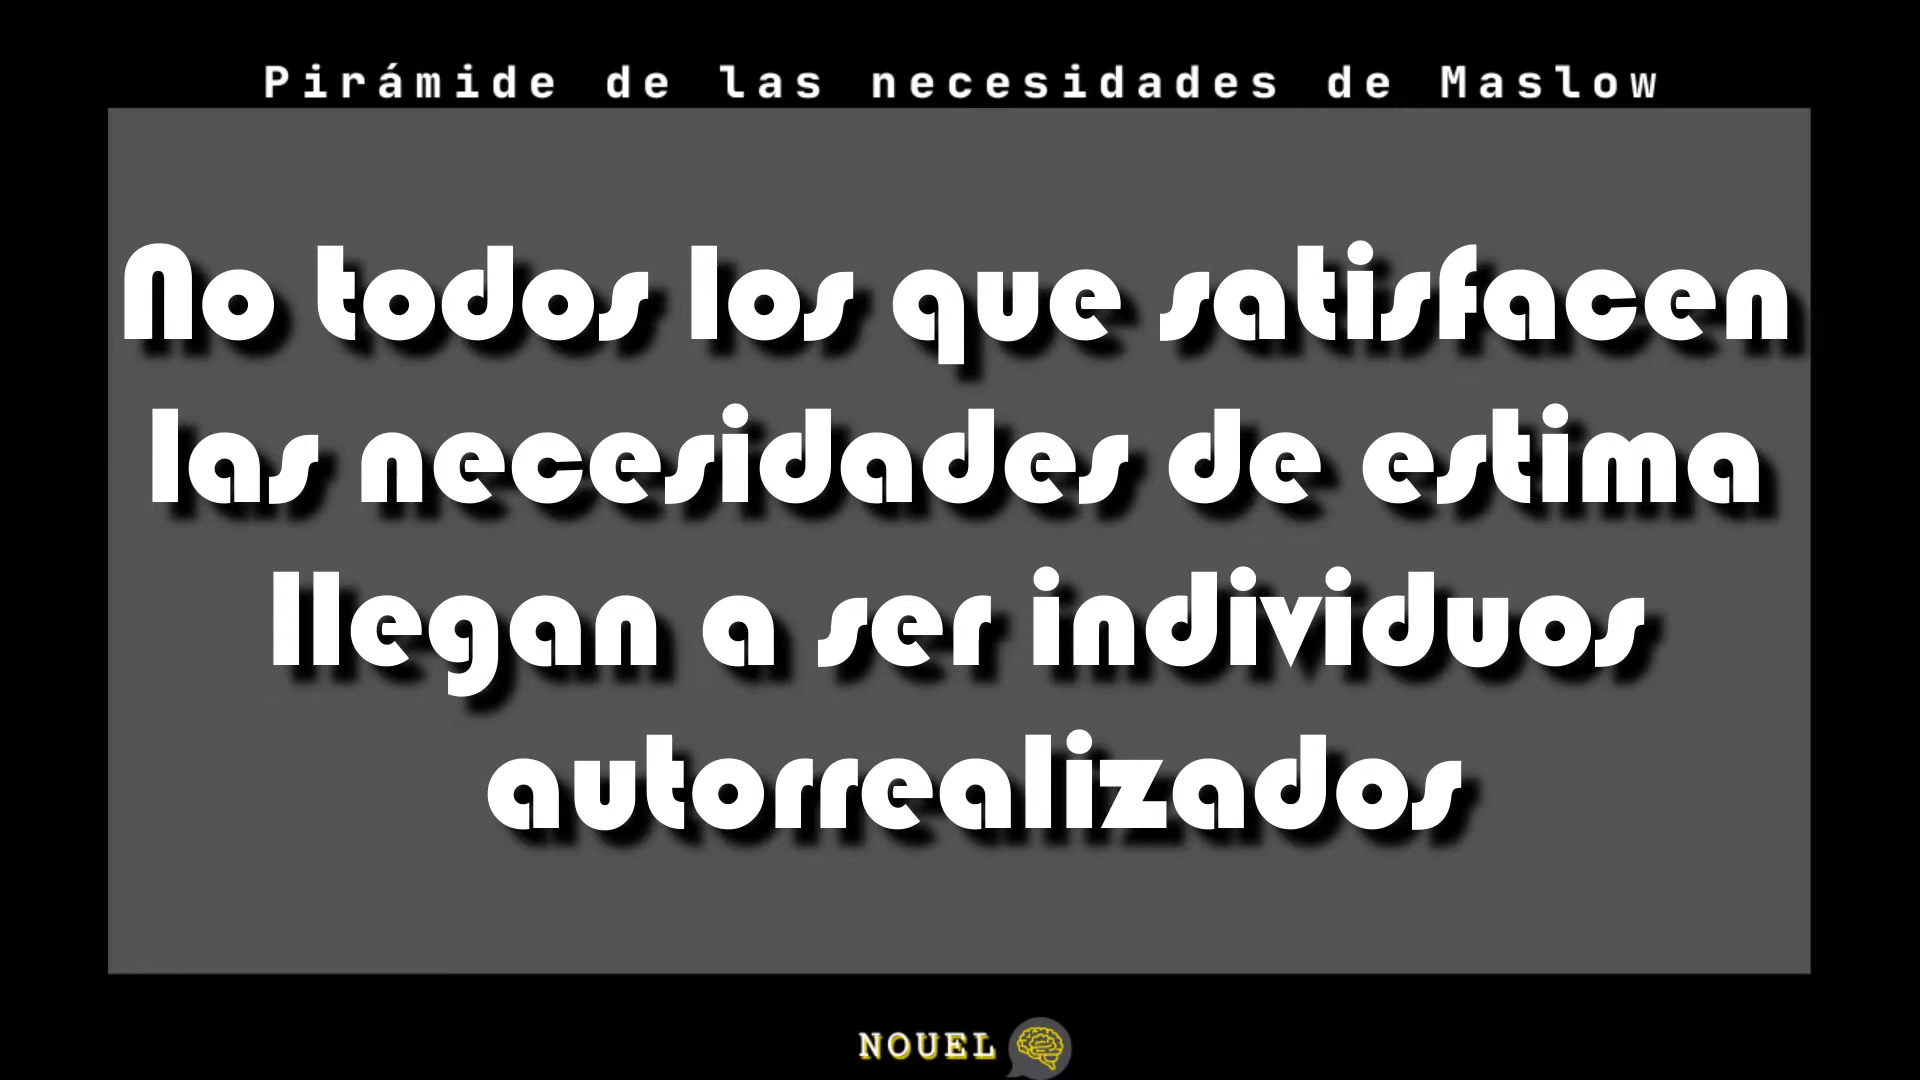 Pirámide de las necesidades de Maslow
No todos los que satisfacen
las necesidades de estima
llegan a ser individuos
autorrealizados
NOUEL